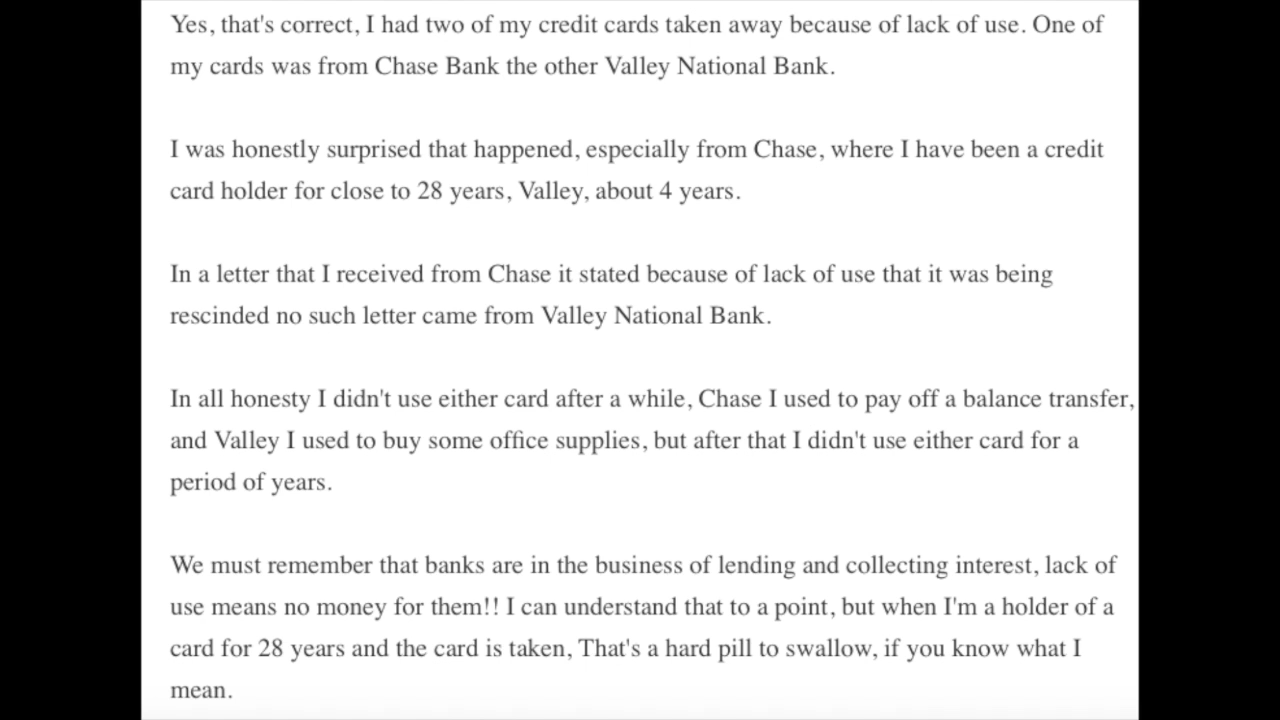 Yes, that's correct, I had two of my credit cards taken away because of lack of use. One of
my cards was from Chase Bank the other Valley National Bank.
I was honestly surprised that happened, especially from Chase, where I have been a credit
card holder for close to 28 years, Valley, about 4 years.
In a letter that I received from Chase it stated because of lack of use that it was being
rescinded no such letter came from Valley National Bank.
In all honesty I didn't use either card after a while, Chase I used to pay off a balance transfer,
and Valley I used to buy some office supplies, but after that I didn't use either card for a
period of years.
We must remember that banks are in the business of lending and collecting interest, lack of
use means no money for them!! I can understand that to a point, but when I'm a holder of a
card for 28 years and the card is taken, That's a hard pill to swallow, if you know what I
mean.